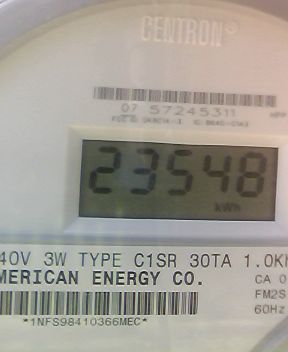 CENTRON®
07 57245311
23548
kWh
40V 3W TYPE C1SR 30TA 1.0K
MERICAN ENERGY CO.
CA 0
FM2S
60Hz
*1NFS98410366MEC*